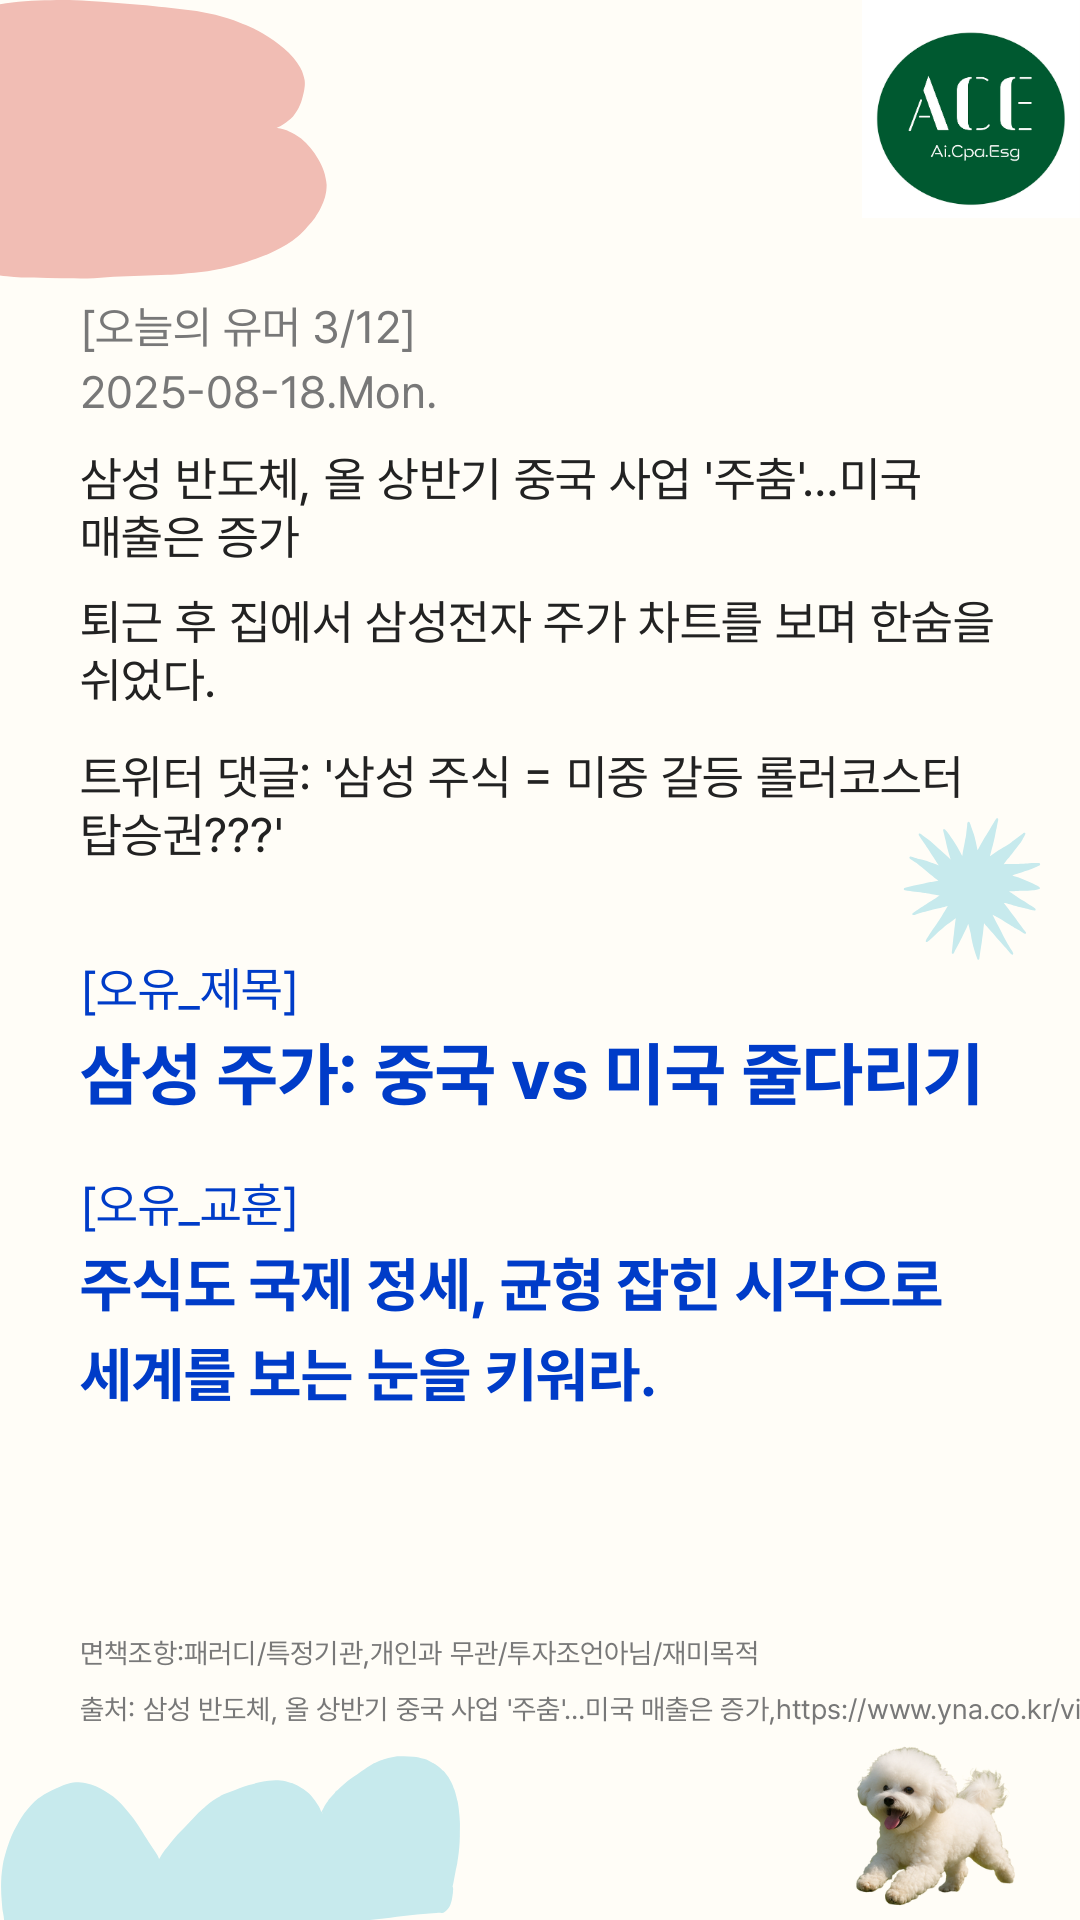 ACE
Ai.Cpa.Esg
[오늘의 유머 3/12]
2025-08-18.Mon.
삼성 반도체, 올 상반기 중국 사업 '주춤'...미국
매출은 증가
퇴근 후 집에서 삼성전자 주가 차트를 보며 한숨을
쉬었다.
트위터 댓글: '삼성 주식 = 미중 갈등 롤러코스터
탑승권???'
[오유_제목]
삼성 주가: 중국 vs 미국 줄다리기
[오유_교훈]
주식도 국제 정세, 균형 잡힌 시각으로
세계를 보는 눈을 키워라.
면책조항:패러디/특정기관,개인과 무관/투자조언아님/재미목적
출처: 삼성 반도체, 올 상반기 중국 사업 '주춤'...미국 매출은 증가,https://www.yna.co.kr/vi